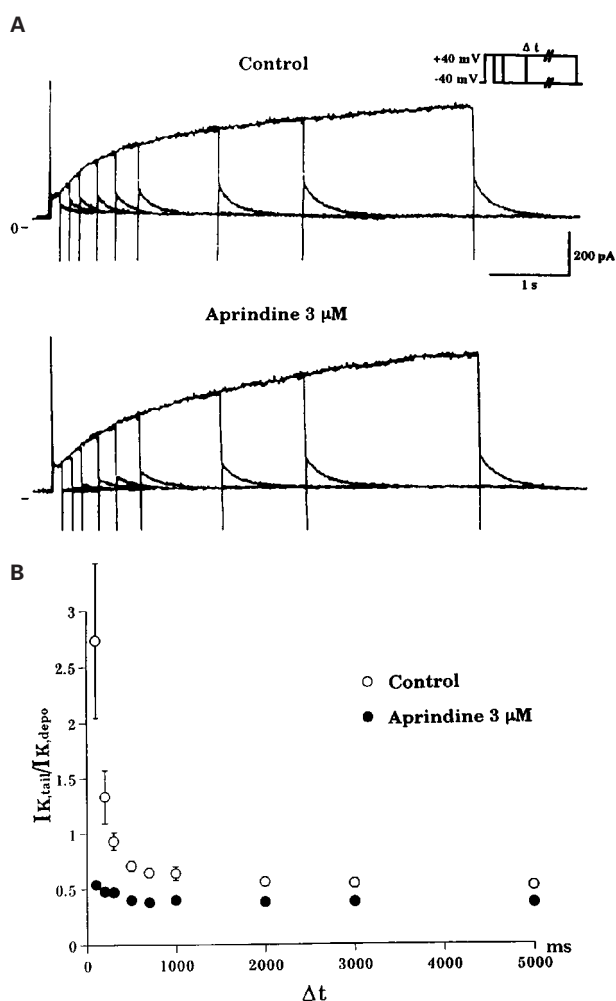 A
Control
Δ t
+40 mV
-40 mV
0-
200 pA
1 s
Aprindine 3 μM
-
B
IK,tail/IK,depo
3
2.5
2
1.5
1
0.5
0
Control
Aprindine 3 μM
0
1000
2000
3000
4000
5000
ms
Δt